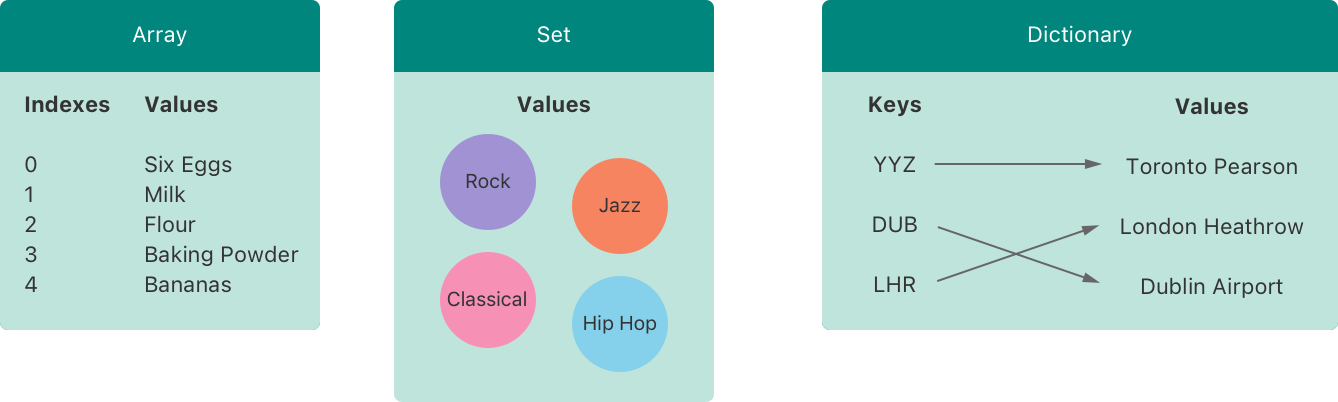 Array
Indexes Values
0 Six Eggs
1 Milk
2 Flour
3 Baking Powder
4 Bananas
Set
Values
Rock
Jazz
Classical
Hip Hop
Dictionary
Keys Values
YYZ Toronto Pearson
DUB London Heathrow
LHR Dublin Airport